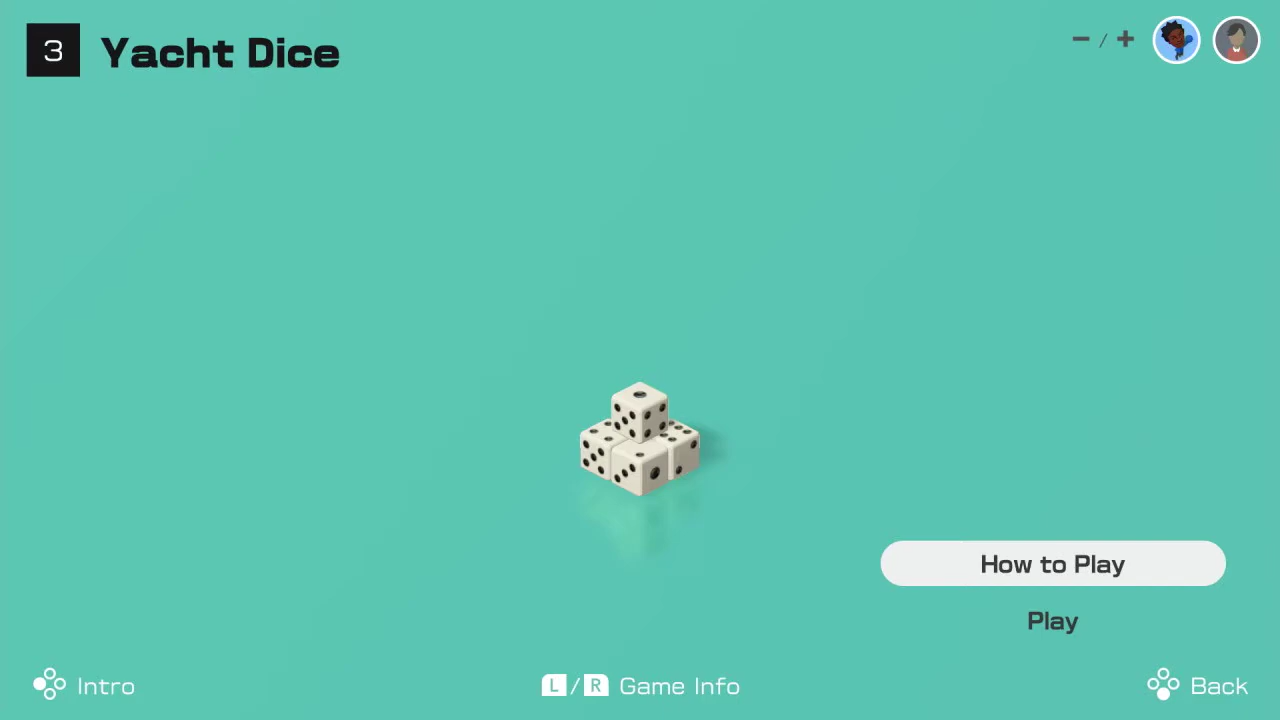 3 Yacht Dice
- / +
How to Play
Play
Intro
L / R Game Info
Back